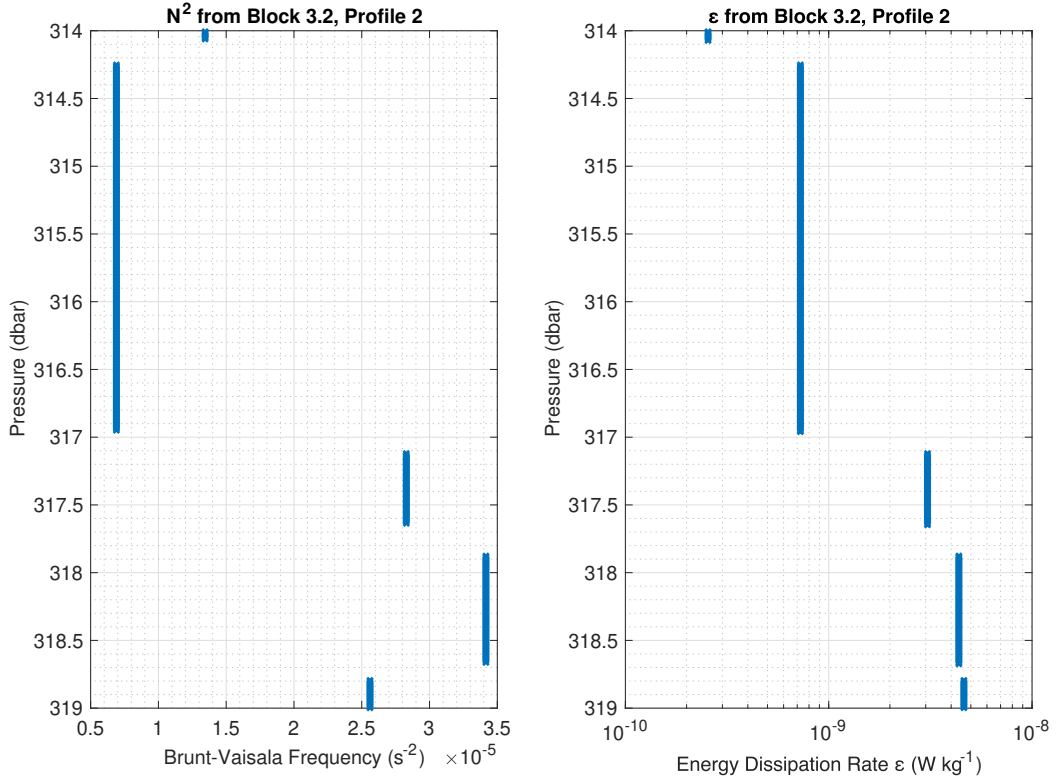 N² from Block 3.2, Profile 2
314
314.5
315
315.5
316
316.5
317
317.5
318
318.5
319
Pressure (dbar)
0.5 1 1.5 2 2.5 3 3.5
Brunt-Vaisala Frequency (s⁻²) ×10⁻⁵
ε from Block 3.2, Profile 2
314
314.5
315
315.5
316
316.5
317
317.5
318
318.5
319
Pressure (dbar)
10⁻¹⁰ 10⁻⁹ 10⁻⁸
Energy Dissipation Rate ε (W kg⁻¹)